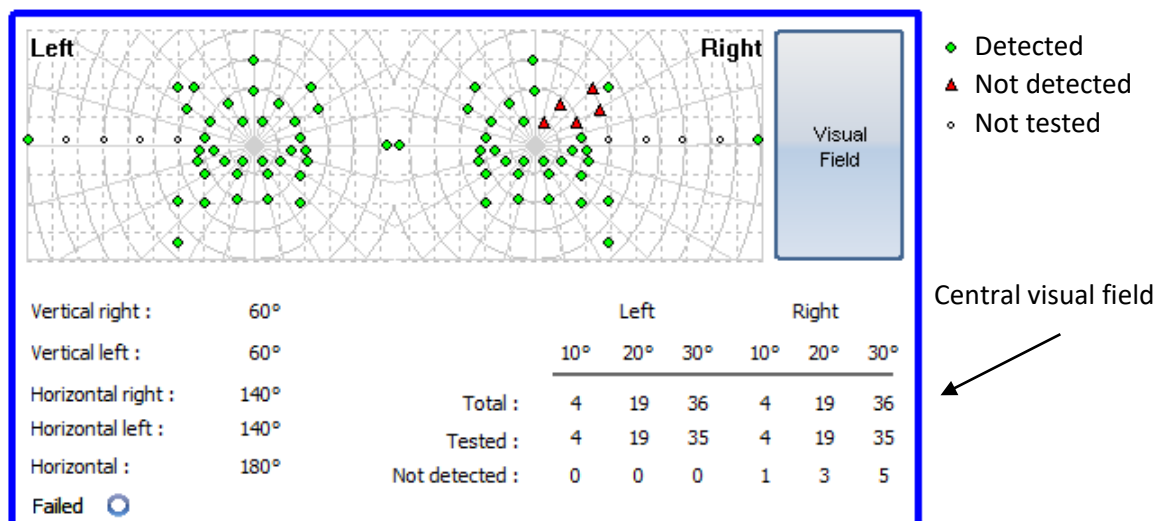 Left Right
Visual
Field
Detected
Not detected
Not tested
Central visual field
Vertical right : 60°
Vertical left : 60°
Horizontal right : 140°
Horizontal left : 140°
Horizontal : 180°
Failed
Left Right
10° 20° 30° 10° 20° 30°
Total : 4 19 36 4 19 36
Tested : 4 19 35 4 19 35
Not detected : 0 0 0 1 3 5